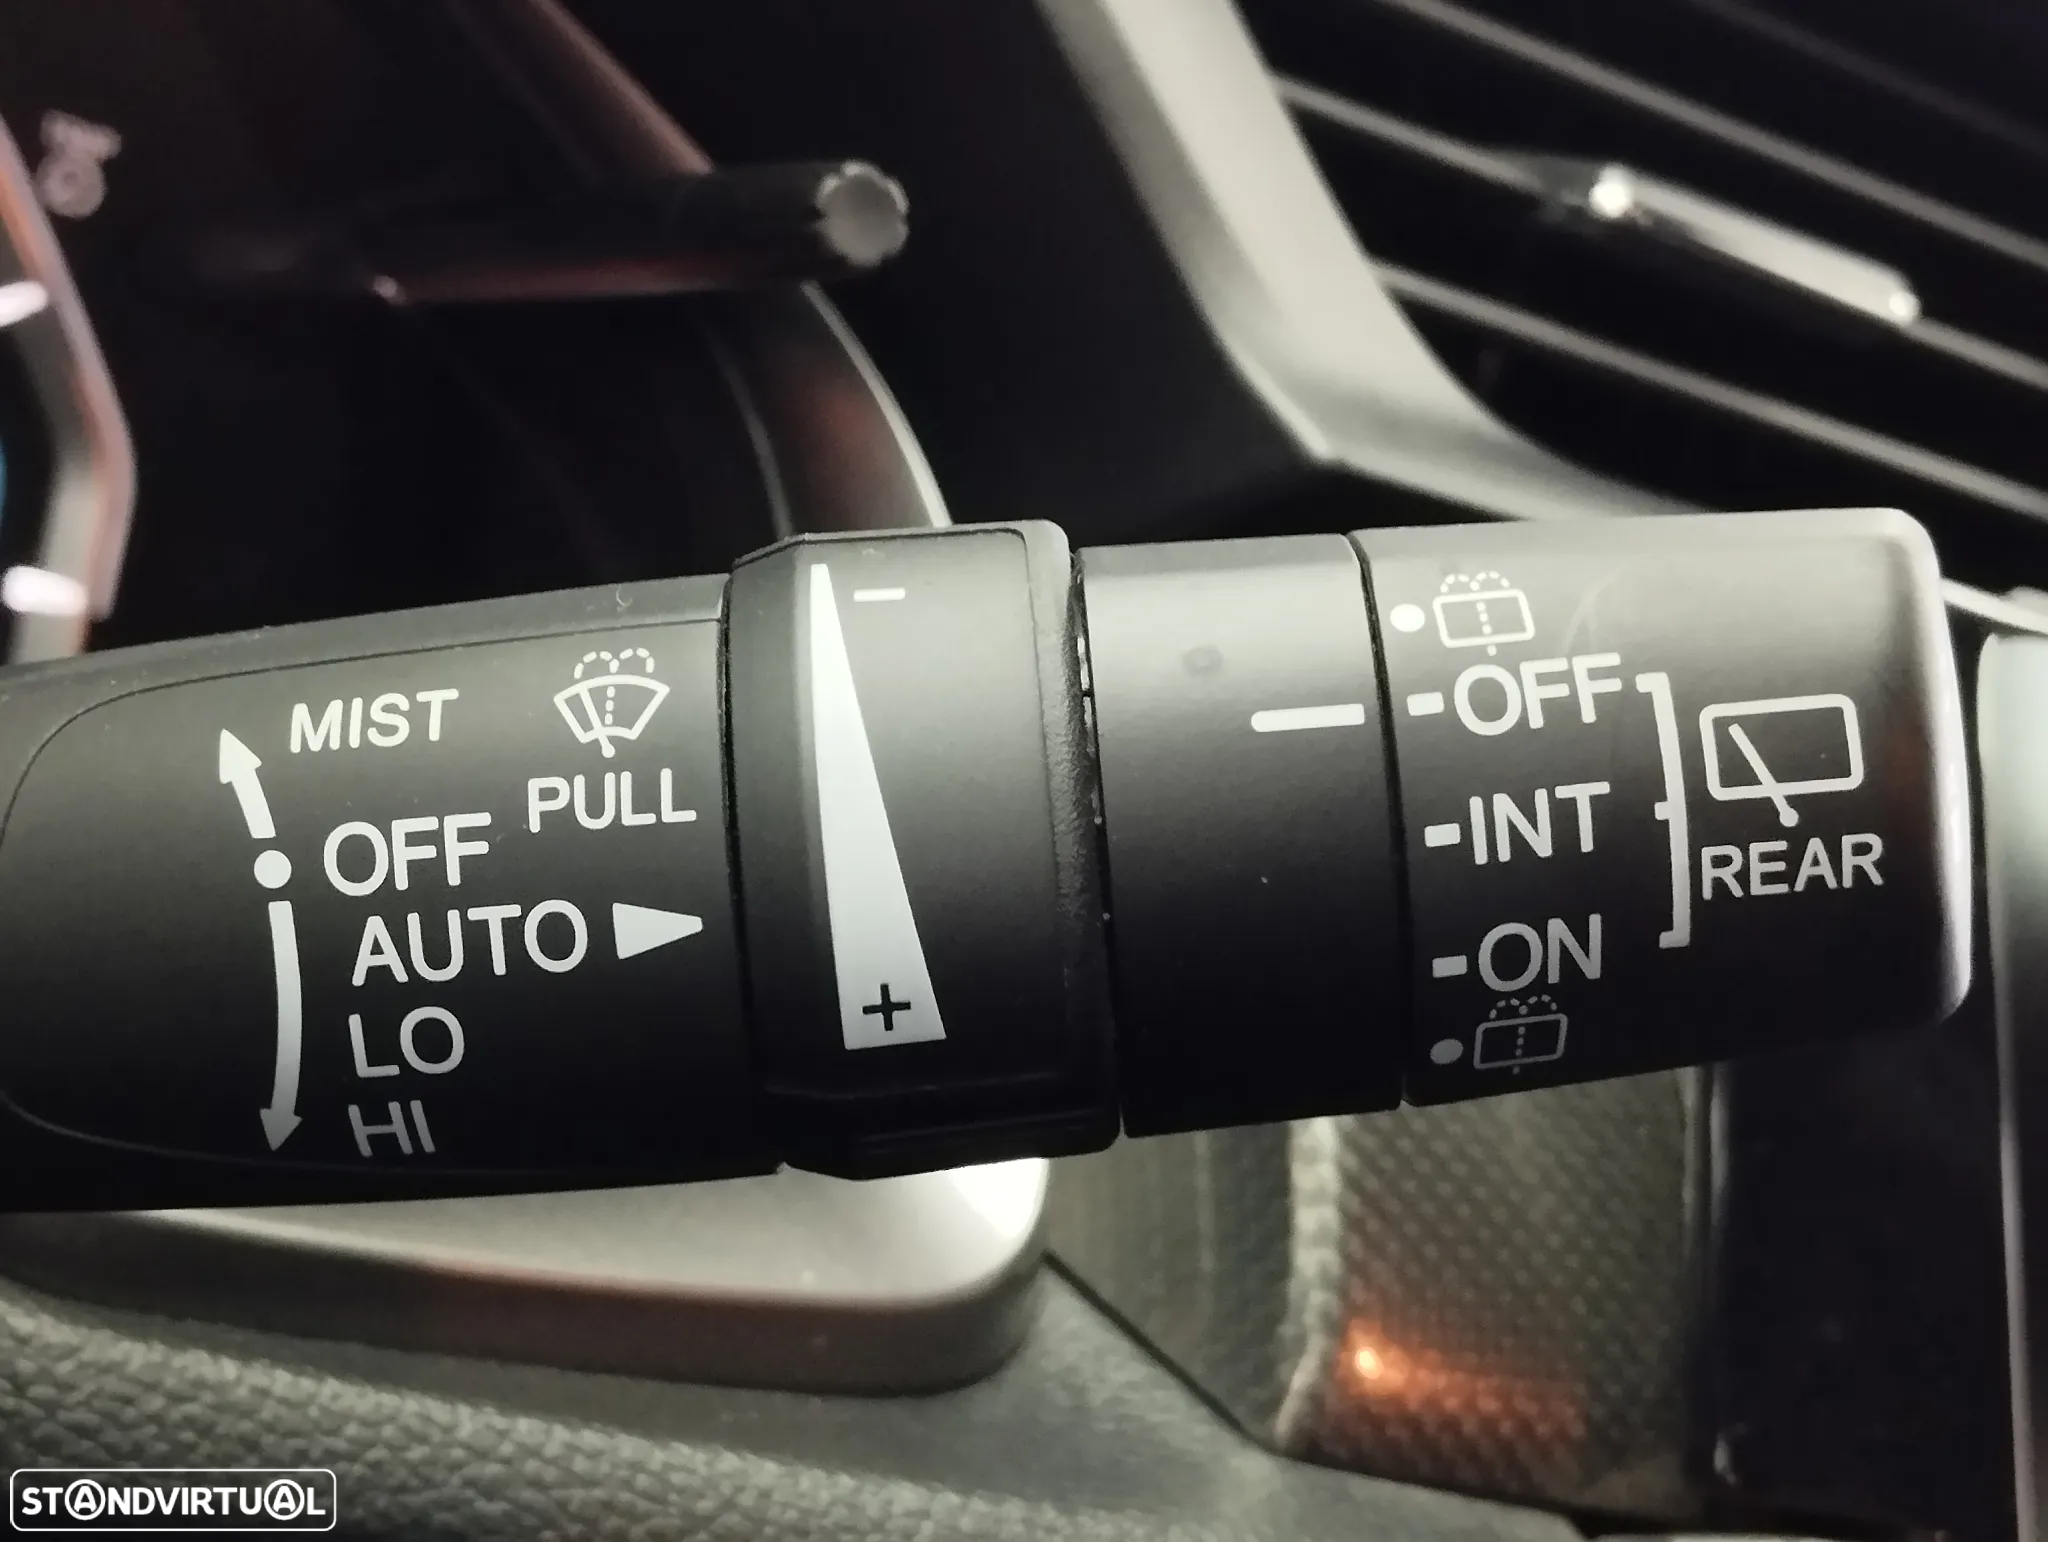 MIST
PULL
OFF
AUTO
LO
HI
-
+
-OFF
-INT
-ON
REAR
STANDVIRTUAL